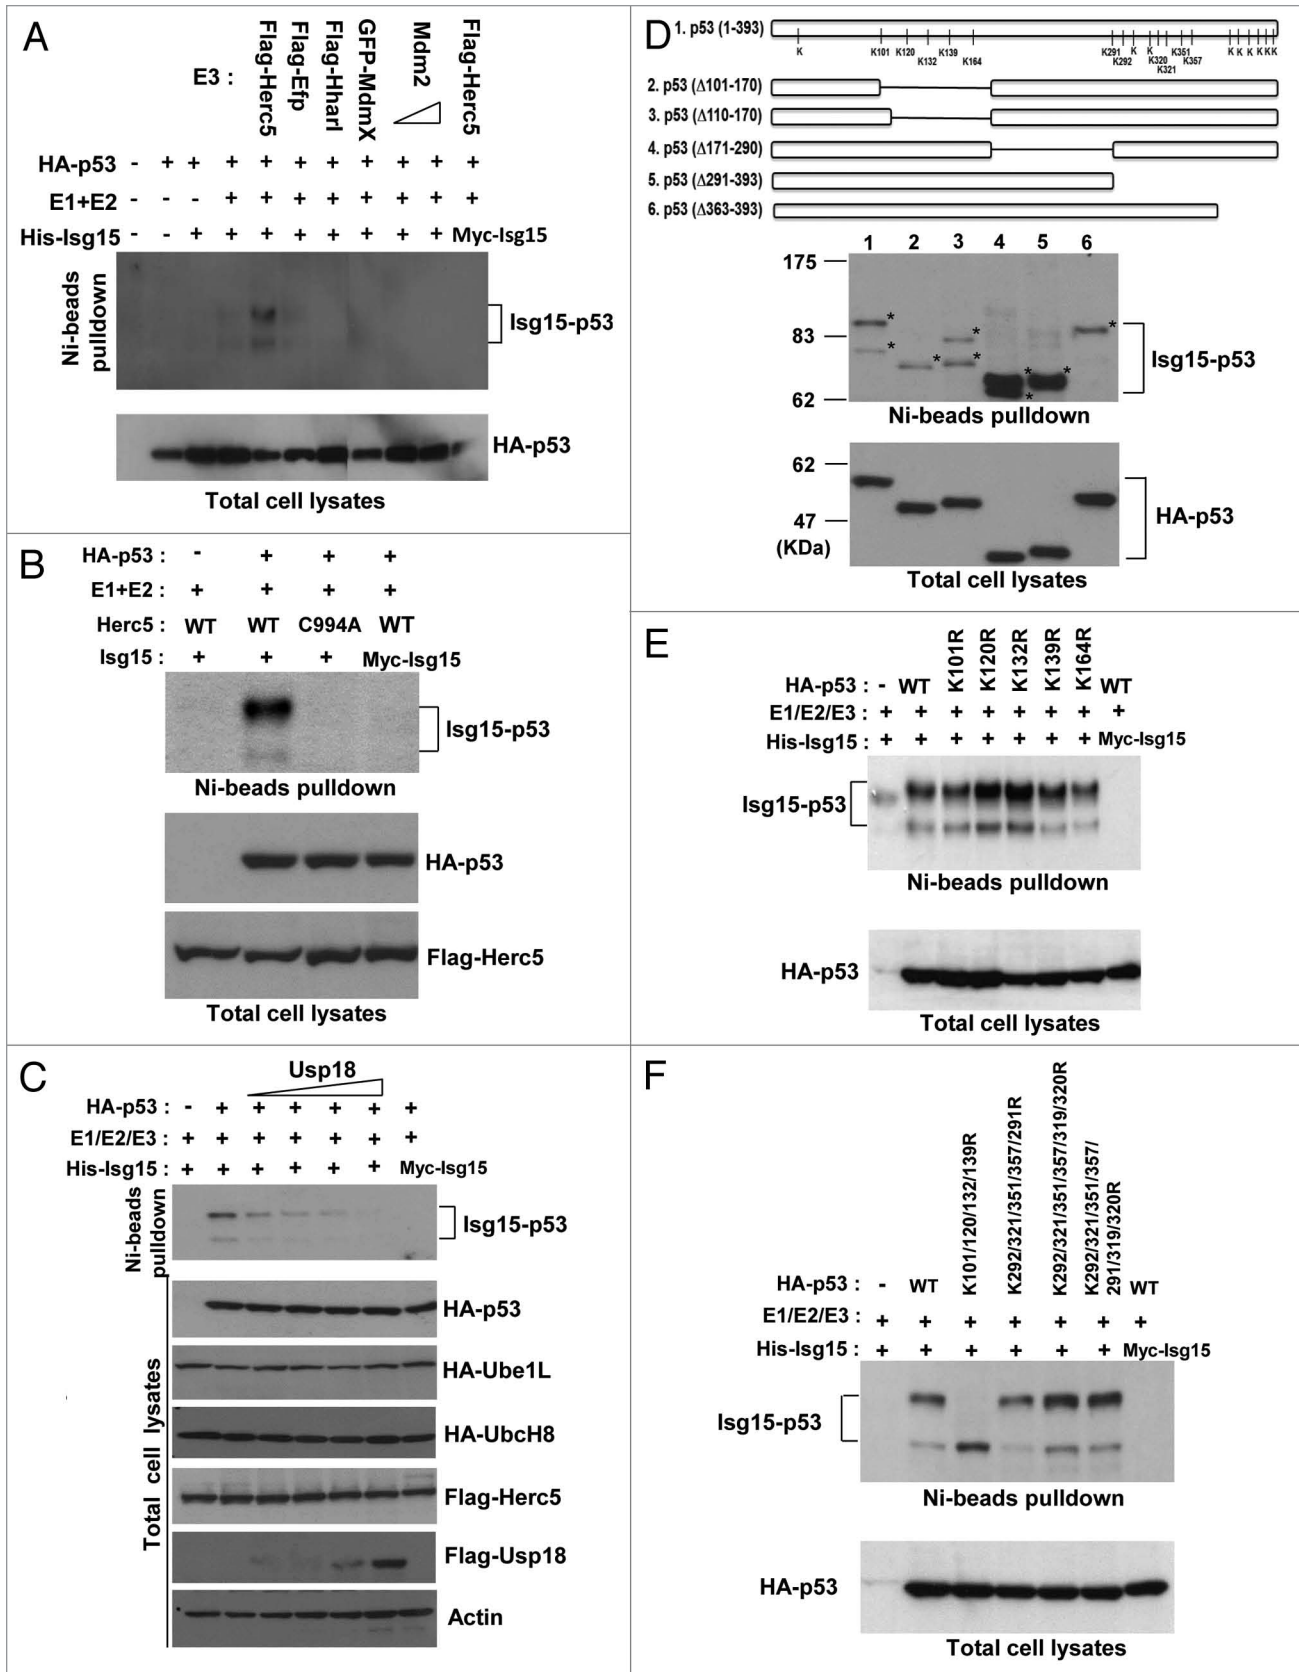 A
E3 :
Flag-Herc5
Flag-Efp
Flag-HharI
GFP-MdmX
Mdm2
Flag-Herc5
HA-p53 - + + + + + + + + + +
E1+E2 - - - + + + + + + + +
His-Isg15 - - + + + + + + + + Myc-Isg15
Ni-beads
pulldown
Isg15-p53
HA-p53
Total cell lysates
B
HA-p53 : - + + +
E1+E2 : + + + +
Herc5 : WT WT C994A WT
Isg15 : + + + Myc-Isg15
Isg15-p53
Ni-beads pulldown
HA-p53
Flag-Herc5
Total cell lysates
C
Usp18
HA-p53 : - + + + + + +
E1/E2/E3 : + + + + + + +
His-Isg15 : + + + + + + Myc-Isg15
Ni-beads
pulldown
Isg15-p53
Total cell lysates
HA-p53
HA-Ube1L
HA-UbcH8
Flag-Herc5
Flag-Usp18
Actin
D
1. p53 (1-393)
K K101 K120 K132 K139 K164 K291 K292 K K K320 K321 K351 K357 K K K K K K
2. p53 (Δ101-170)
3. p53 (Δ110-170)
4. p53 (Δ171-290)
5. p53 (Δ291-393)
6. p53 (Δ363-393)
1 2 3 4 5 6
175
83
62
* * * * * * * * *
Isg15-p53
Ni-beads pulldown
62
47
(KDa)
HA-p53
Total cell lysates
E
HA-p53 : - WT K101R K120R K132R K139R K164R WT
E1/E2/E3 : + + + + + + + +
His-Isg15 : + + + + + + + Myc-Isg15
Isg15-p53
Ni-beads pulldown
HA-p53
Total cell lysates
F
K101/120/132/139R
K292/321/351/357/291R
K292/321/351/357/319/320R
K292/321/351/357/
291/319/320R
HA-p53 : - WT WT
E1/E2/E3 : + + + + + + +
His-Isg15 : + + + + + + Myc-Isg15
Isg15-p53
Ni-beads pulldown
HA-p53
Total cell lysates